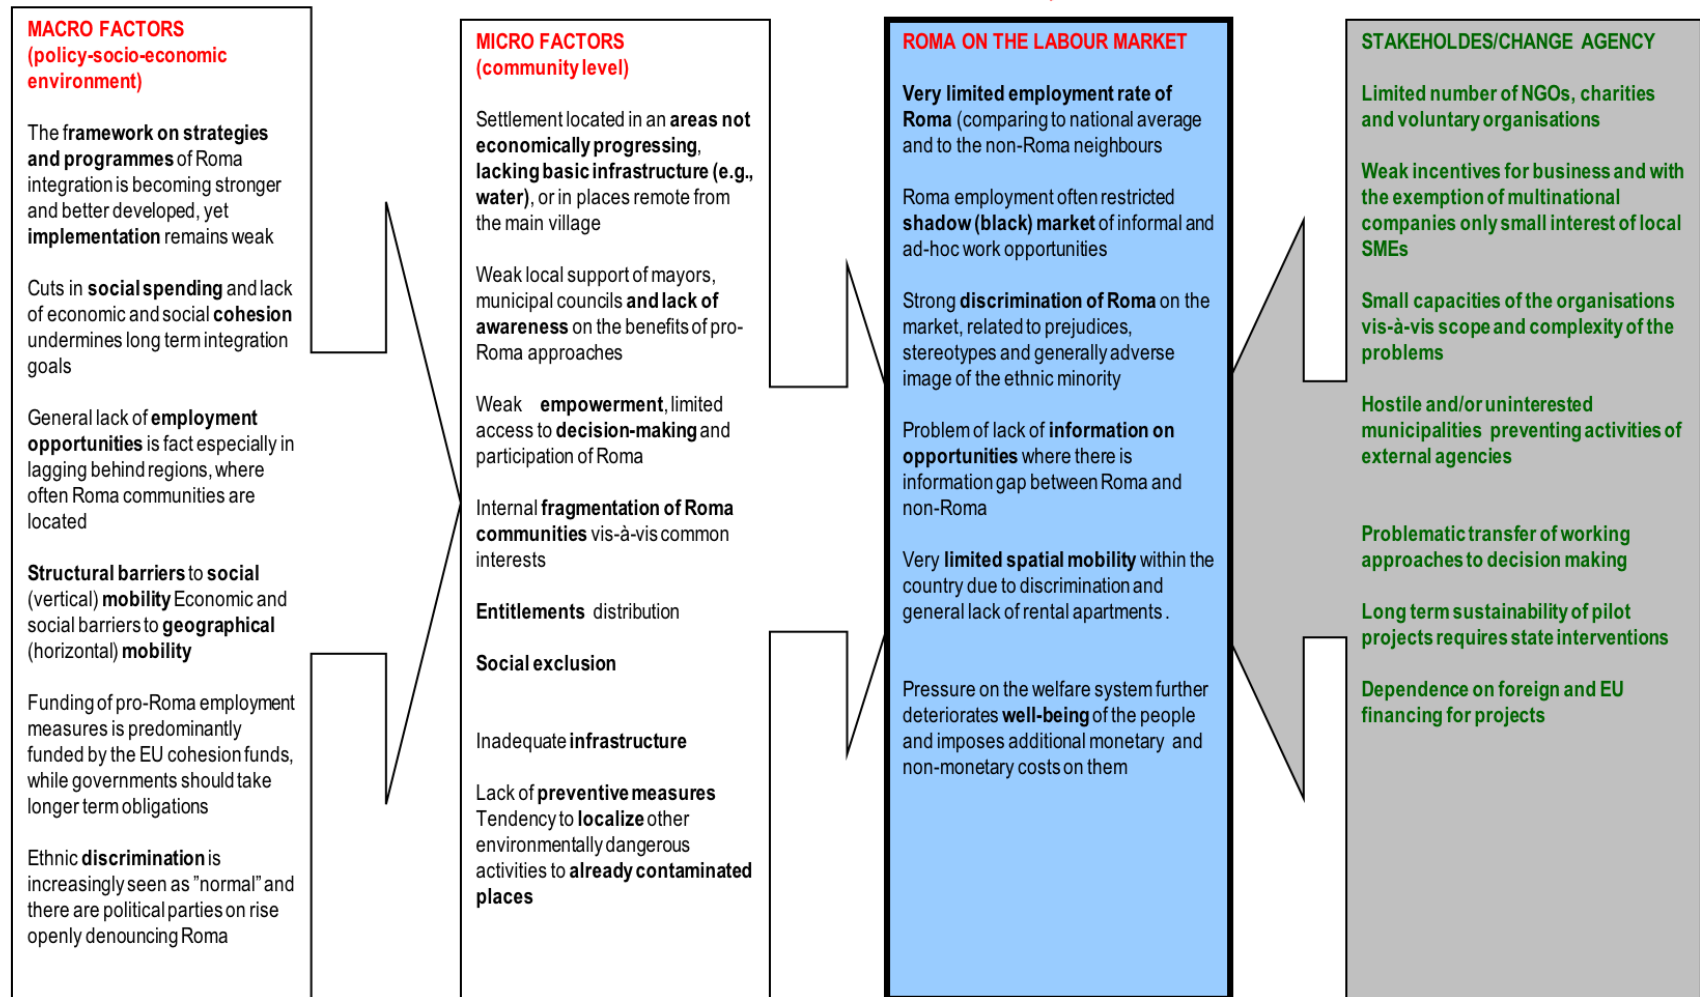 MACRO FACTORS
(policy-socio-economic
environment)
The framework on strategies
and programmes of Roma
integration is becoming stronger
and better developed, yet
implementation remains weak
Cuts in social spending and lack
of economic and social cohesion
undermines long term integration
goals
General lack of employment
opportunities is fact especially in
lagging behind regions, where
often Roma communities are
located
Structural barriers to social
(vertical) mobility Economic and
social barriers to geographical
(horizontal) mobility
Funding of pro-Roma employment
measures is predominantly
funded by the EU cohesion funds,
while governments should take
longer term obligations
Ethnic discrimination is
increasingly seen as ”normal” and
there are political parties on rise
openly denouncing Roma
MICRO FACTORS
(community level)
Settlement located in an areas not
economically progressing,
lacking basic infrastructure (e.g.,
water), or in places remote from
the main village
Weak local support of mayors,
municipal councils and lack of
awareness on the benefits of pro-
Roma approaches
Weak empowerment, limited
access to decision-making and
participation of Roma
Internal fragmentation of Roma
communities vis-à-vis common
interests
Entitlements distribution
Social exclusion
Inadequate infrastructure
Lack of preventive measures
Tendency to localize other
environmentally dangerous
activities to already contaminated
places
ROMA ON THE LABOUR MARKET
Very limited employment rate of
Roma (comparing to national average
and to the non-Roma neighbours
Roma employment often restricted
shadow (black) market of informal and
ad-hoc work opportunities
Strong discrimination of Roma on the
market, related to prejudices,
stereotypes and generally adverse
image of the ethnic minority
Problem of lack of information on
opportunities where there is
information gap between Roma and
non-Roma
Very limited spatial mobility within the
country due to discrimination and
general lack of rental apartments .
Pressure on the welfare system further
deteriorates well-being of the people
and imposes additional monetary and
non-monetary costs on them
STAKEHOLDES/CHANGE AGENCY
Limited number of NGOs, charities
and voluntary organisations
Weak incentives for business and with
the exemption of multinational
companies only small interest of local
SMEs
Small capacities of the organisations
vis-à-vis scope and complexity of the
problems
Hostile and/or uninterested
municipalities preventing activities of
external agencies
Problematic transfer of working
approaches to decision making
Long term sustainability of pilot
projects requires state interventions
Dependence on foreign and EU
financing for projects